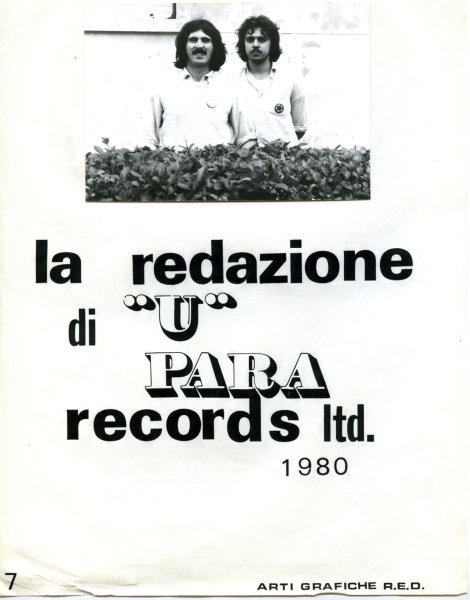 la redazione
di "U"
PARA
records ltd.
1980
7
ARTI GRAFICHE R.E.D.